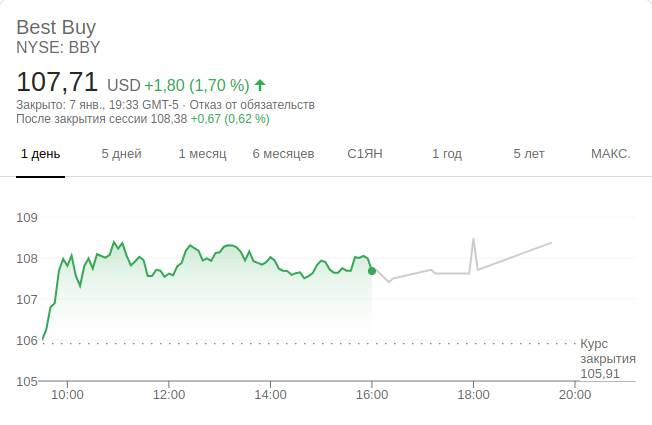 Best Buy
NYSE: BBY
107,71 USD +1,80 (1,70 %)
Закрыто: 7 янв., 19:33 GMT-5 · Отказ от обязательств
После закрытия сессии 108,38 +0,67 (0,62 %)
1 день 5 дней 1 месяц 6 месяцев С1ЯН 1 год 5 лет МАКС.
109
108
107
106
Курс
закрытия
105,91
105
10:00 12:00 14:00 16:00 18:00 20:00